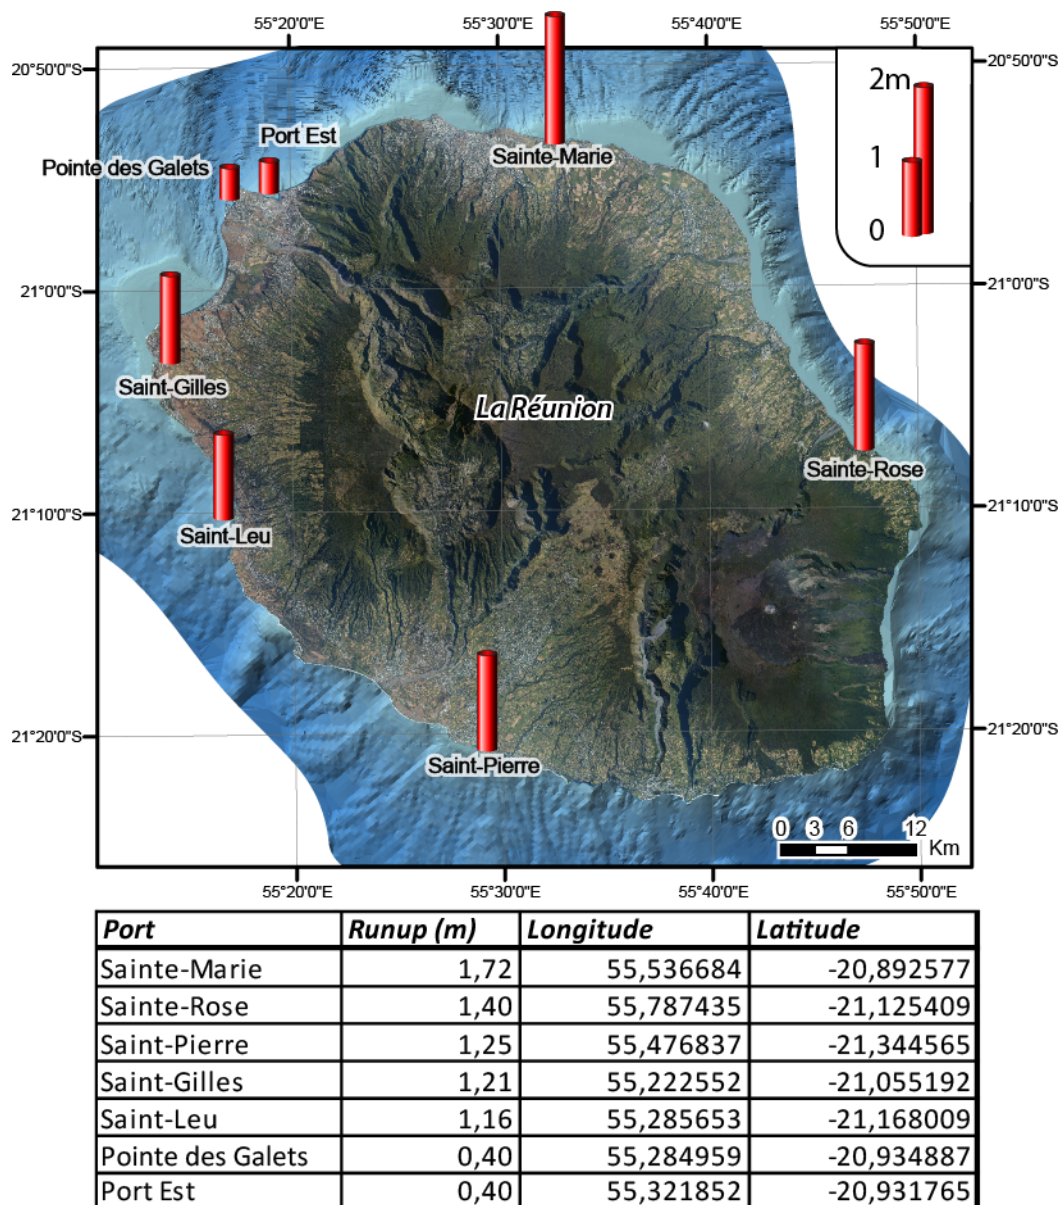 55°20'0"E 55°30'0"E 55°40'0"E 55°50'0"E
20°50'0"S 20°50'0"S
2m
1
0
Port Est
Pointe des Galets
Sainte-Marie
21°0'0"S 21°0'0"S
Saint-Gilles
La Réunion
Sainte-Rose
21°10'0"S 21°10'0"S
Saint-Leu
21°20'0"S 21°20'0"S
Saint-Pierre
0 3 6 12
Km
55°20'0"E 55°30'0"E 55°40'0"E 55°50'0"E
Port Runup (m) Longitude Latitude
Sainte-Marie 1,72 55,536684 -20,892577
Sainte-Rose 1,40 55,787435 -21,125409
Saint-Pierre 1,25 55,476837 -21,344565
Saint-Gilles 1,21 55,222552 -21,055192
Saint-Leu 1,16 55,285653 -21,168009
Pointe des Galets 0,40 55,284959 -20,934887
Port Est 0,40 55,321852 -20,931765